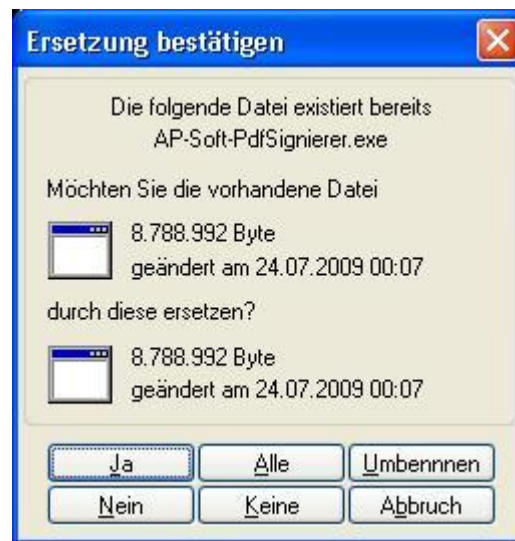 Ersetzung bestätigen
Die folgende Datei existiert bereits
AP-Soft-PdfSignierer.exe
Möchten Sie die vorhandene Datei
8.788.992 Byte
geändert am 24.07.2009 00:07
durch diese ersetzen?
8.788.992 Byte
geändert am 24.07.2009 00:07
Ja Alle Umbennnen
Nein Keine Abbruch